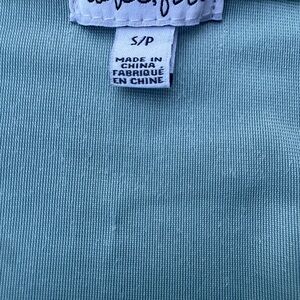 S/P
MADE IN
CHINA
FABRIQUÉ
EN CHINE